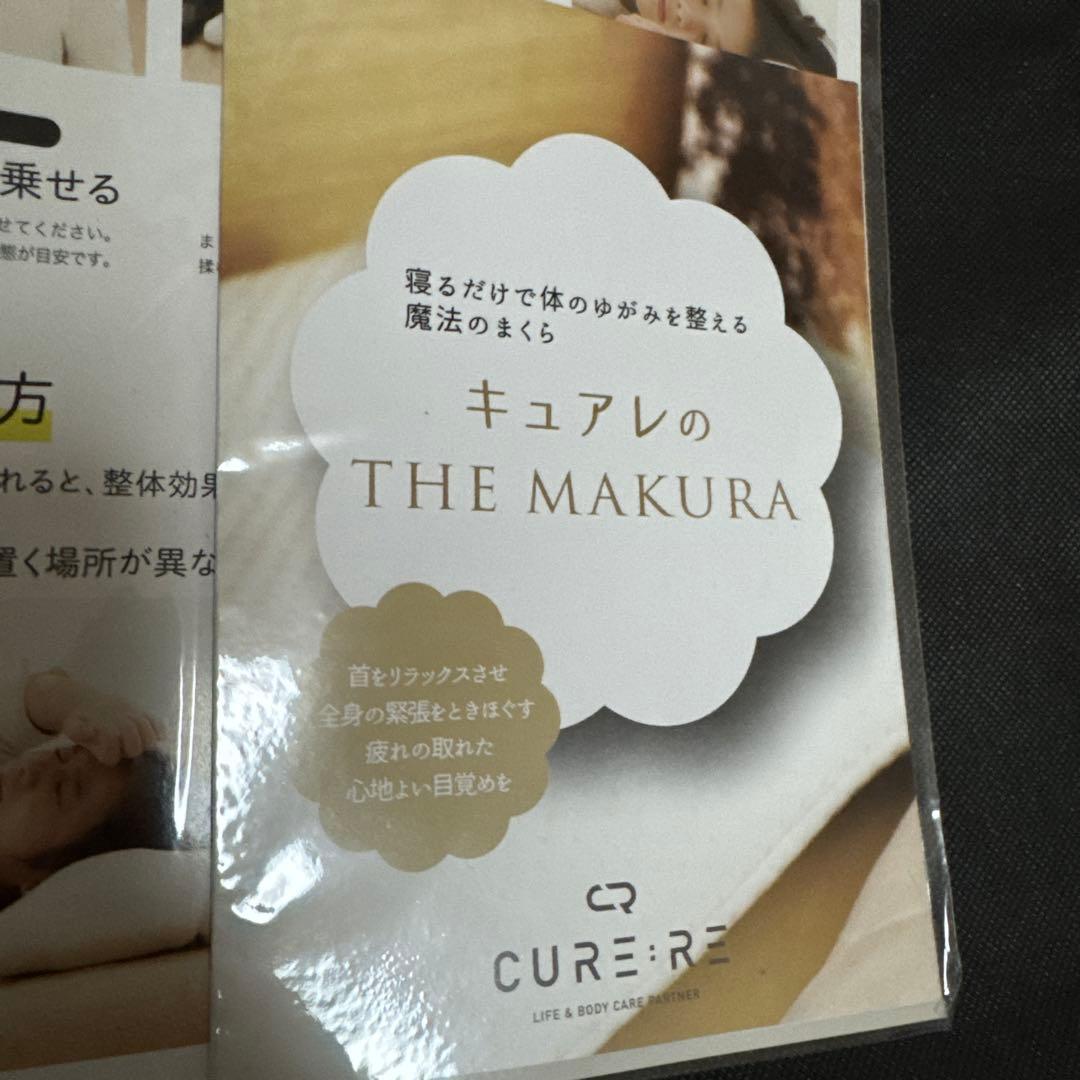 乗せる
せてください。
態が目安です。
ま
揉
方
れると、整体効果
置く場所が異な
寝るだけで体のゆがみを整える
魔法のまくら
キュアレの
THE MAKURA
首をリラックスさせ
全身の緊張をときほぐす
疲れの取れた
心地よい目覚めを
CR
CURE:RE
LIFE & BODY CARE PARTNER